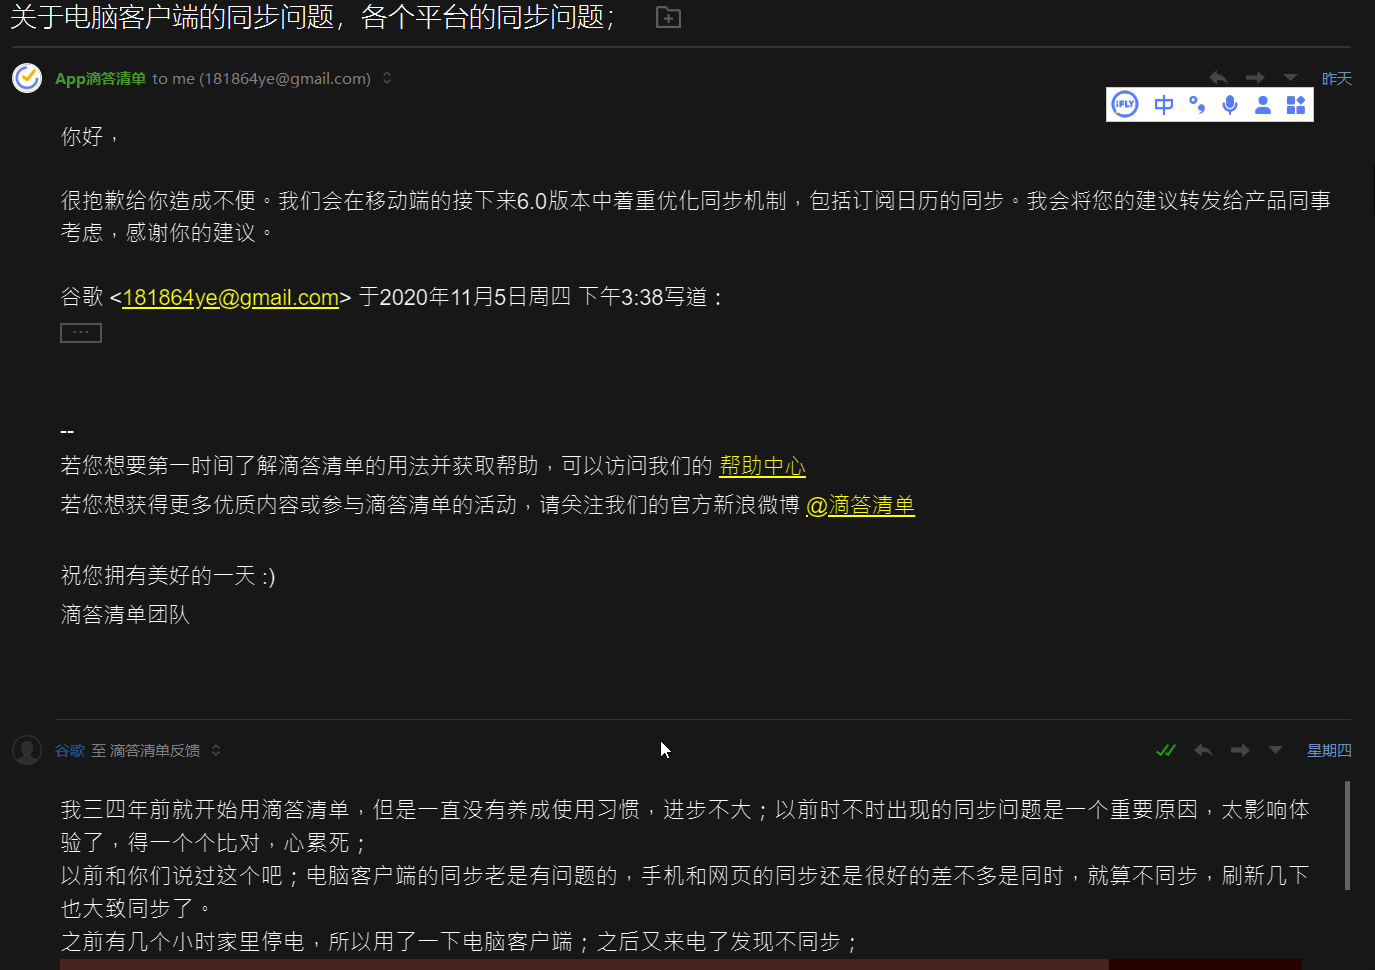 关于电脑客户端的同步问题，各个平台的同步问题；
App滴答清单 to me (181864ye@gmail.com)
昨天
iFLY 中
你好，
很抱歉给你造成不便。我们会在移动端的接下来6.0版本中着重优化同步机制，包括订阅日历的同步。我会将您的建议转发给产品同事
考虑，感谢你的建议。
谷歌 <181864ye@gmail.com> 于2020年11月5日周四 下午3:38写道：
...
--
若您想要第一时间了解滴答清单的用法并获取帮助，可以访问我们的 帮助中心
若您想获得更多优质内容或参与滴答清单的活动，请关注我们的官方新浪微博 @滴答清单
祝您拥有美好的一天 :)
滴答清单团队
谷歌 至 滴答清单反馈
星期四
我三四年前就开始用滴答清单，但是一直没有养成使用习惯，进步不大；以前时不时出现的同步问题是一个重要原因，太影响体
验了，得一个个比对，心累死；
以前和你们说过这个吧；电脑客户端的同步老是有问题的，手机和网页的同步还是很好的差不多是同时，就算不同步，刷新几下
也大致同步了。
之前有几个小时家里停电，所以用了一下电脑客户端；之后又来电了发现不同步；